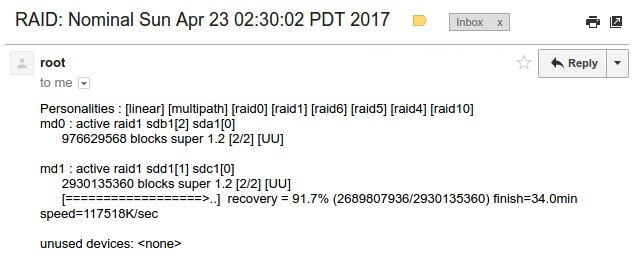 RAID: Nominal Sun Apr 23 02:30:02 PDT 2017
Inbox x
root
Reply
to me
Personalities : [linear] [multipath] [raid0] [raid1] [raid6] [raid5] [raid4] [raid10]
md0 : active raid1 sdb1[2] sda1[0]
976629568 blocks super 1.2 [2/2] [UU]
md1 : active raid1 sdd1[1] sdc1[0]
2930135360 blocks super 1.2 [2/2] [UU]
[==================>..] recovery = 91.7% (2689807936/2930135360) finish=34.0min
speed=117518K/sec
unused devices: <none>